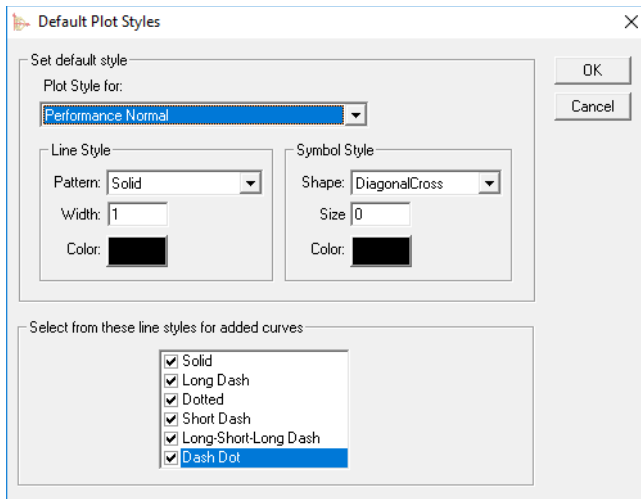 Default Plot Styles
Set default style
Plot Style for:
Performance Normal
Line Style
Pattern: Solid
Width: 1
Color:
Symbol Style
Shape: DiagonalCross
Size 0
Color:
OK
Cancel
Select from these line styles for added curves
Solid
Long Dash
Dotted
Short Dash
Long-Short-Long Dash
Dash Dot